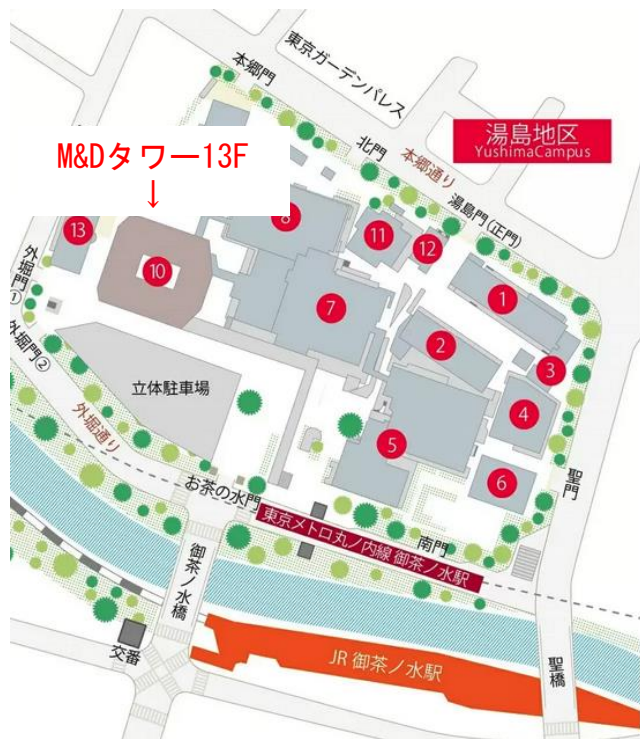 本郷門
東京ガーデンパレス
湯島地区
YushimaCampus
北門
本郷通り
湯島門(正門)
M&Dタワー13F
↓
8
11
12
13
10
7
1
2
3
4
5
6
外堀門①
外堀門②
外堀通り
立体駐車場
お茶の水門
東京メトロ丸ノ内線 御茶ノ水駅
南門
聖門
御茶ノ水橋
交番
JR 御茶ノ水駅
聖橋